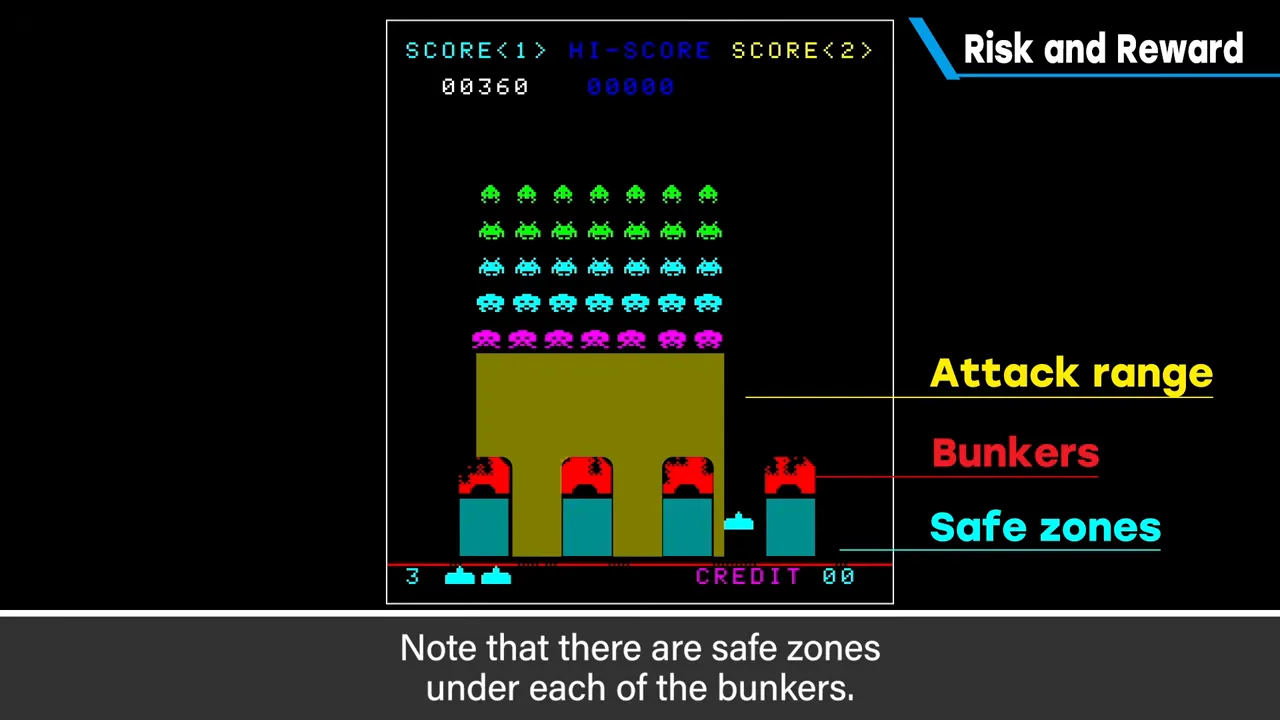 Risk and Reward
SCORE<1> HI-SCORE SCORE<2>
00360 00000
Attack range
Bunkers
Safe zones
3 CREDIT 00
Note that there are safe zones
under each of the bunkers.